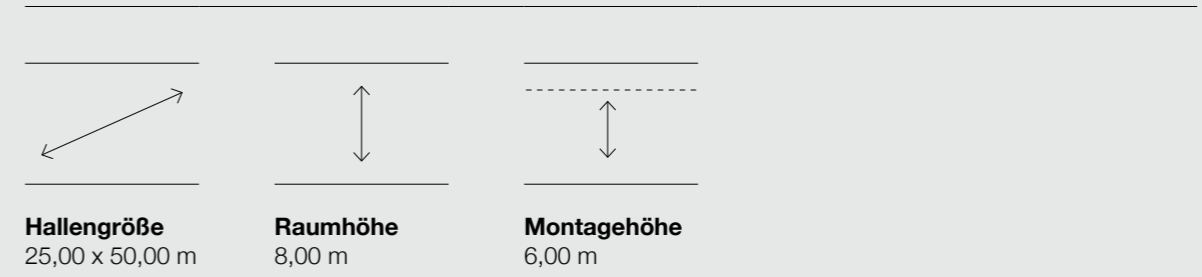 Hallengröße
25,00 x 50,00 m
Raumhöhe
8,00 m
Montagehöhe
6,00 m